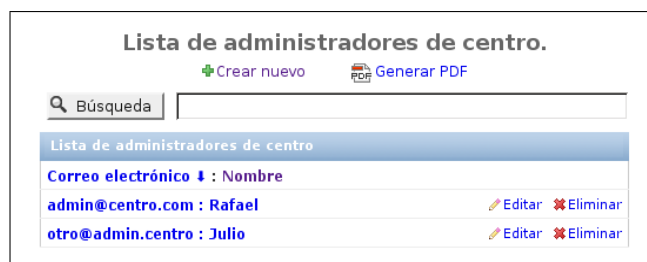 Lista de administradores de centro.
Crear nuevo PDF Generar PDF
Búsqueda
Lista de administradores de centro
Correo electrónico ⬇ : Nombre
admin@centro.com : Rafael Editar Eliminar
otro@admin.centro : Julio Editar Eliminar